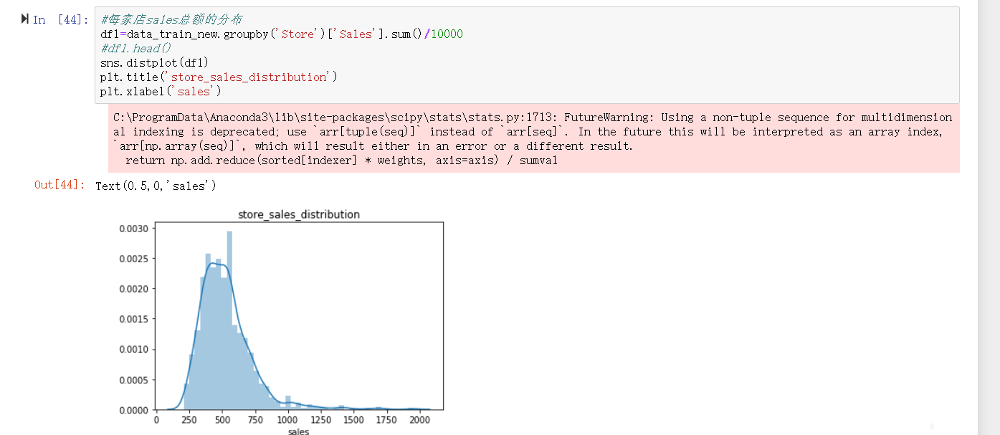 In [44]:
#每家店sales总额的分布
df1=data_train_new.groupby('Store')['Sales'].sum()/10000
#df1.head()
sns.distplot(df1)
plt.title('store_sales_distribution')
plt.xlabel('sales')
C:\ProgramData\Anaconda3\lib\site-packages\scipy\stats\stats.py:1713: FutureWarning: Using a non-tuple sequence for multidimension
al indexing is deprecated; use `arr[tuple(seq)]` instead of `arr[seq]`. In the future this will be interpreted as an array index,
`arr[np.array(seq)]`, which will result either in an error or a different result.
return np.add.reduce(sorted[indexer] * weights, axis=axis) / sumval
Out[44]: Text(0.5,0,'sales')
store_sales_distribution
0.0030
0.0025
0.0020
0.0015
0.0010
0.0005
0.0000
0 250 500 750 1000 1250 1500 1750 2000
sales
8